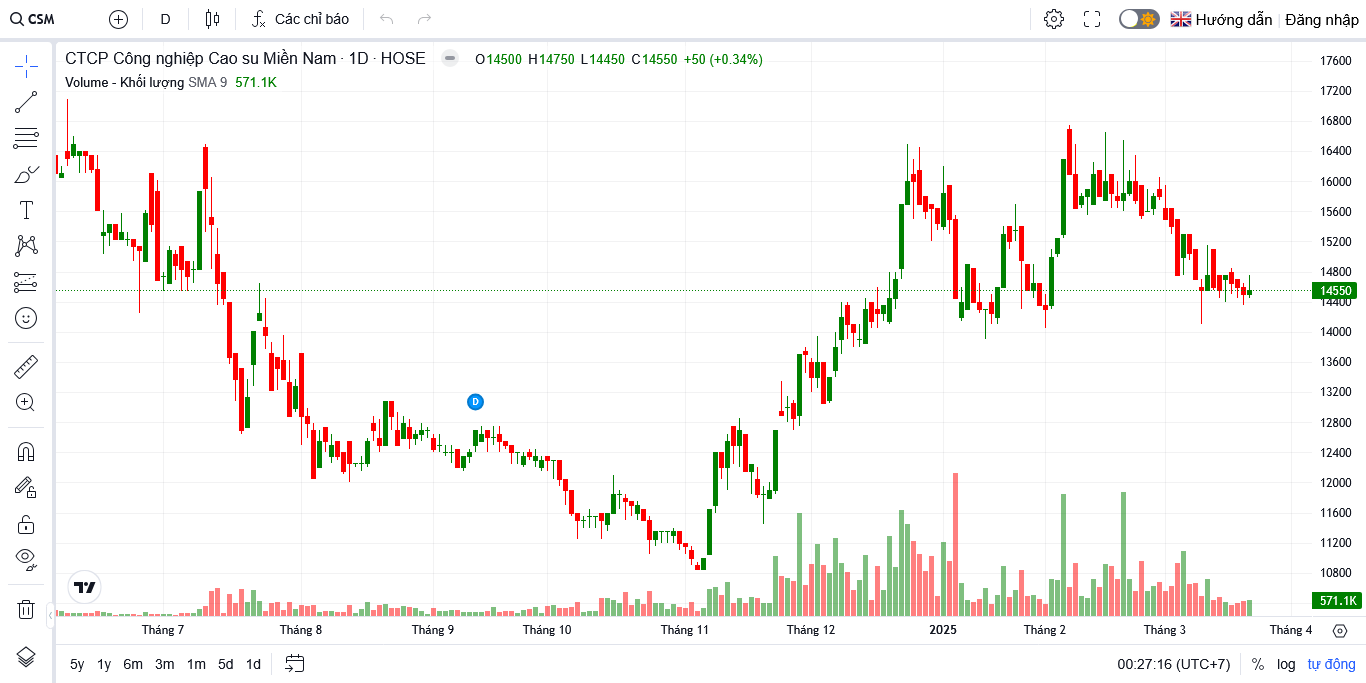 CSM D Các chỉ báo Hướng dẫn Đăng nhập
CTCP Công nghiệp Cao su Miền Nam · 1D · HOSE O14500 H14750 L14450 C14550 +50 (+0.34%)
Volume - Khối lượng SMA 9 571.1K
17600
17200
16800
16400
16000
15600
15200
14800
14550
14400
14000
13600
13200
12800
12400
12000
11600
11200
10800
571.1K
D
Tháng 7 Tháng 8 Tháng 9 Tháng 10 Tháng 11 Tháng 12 2025 Tháng 2 Tháng 3 Tháng 4
5y 1y 6m 3m 1m 5d 1d 00:27:16 (UTC+7) % log tự động